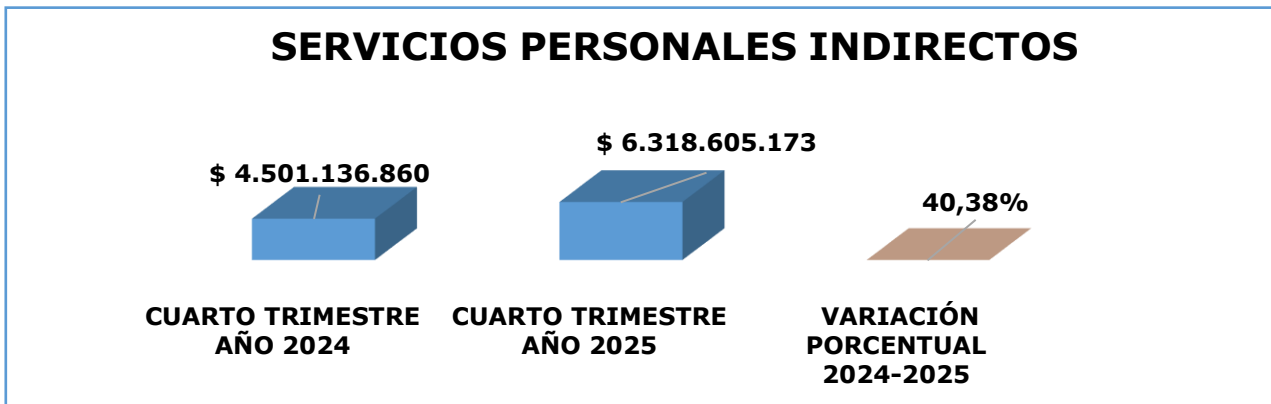 SERVICIOS PERSONALES INDIRECTOS
$ 4.501.136.860
$ 6.318.605.173
40,38%
CUARTO TRIMESTRE
AÑO 2024
CUARTO TRIMESTRE
AÑO 2025
VARIACIÓN
PORCENTUAL
2024-2025